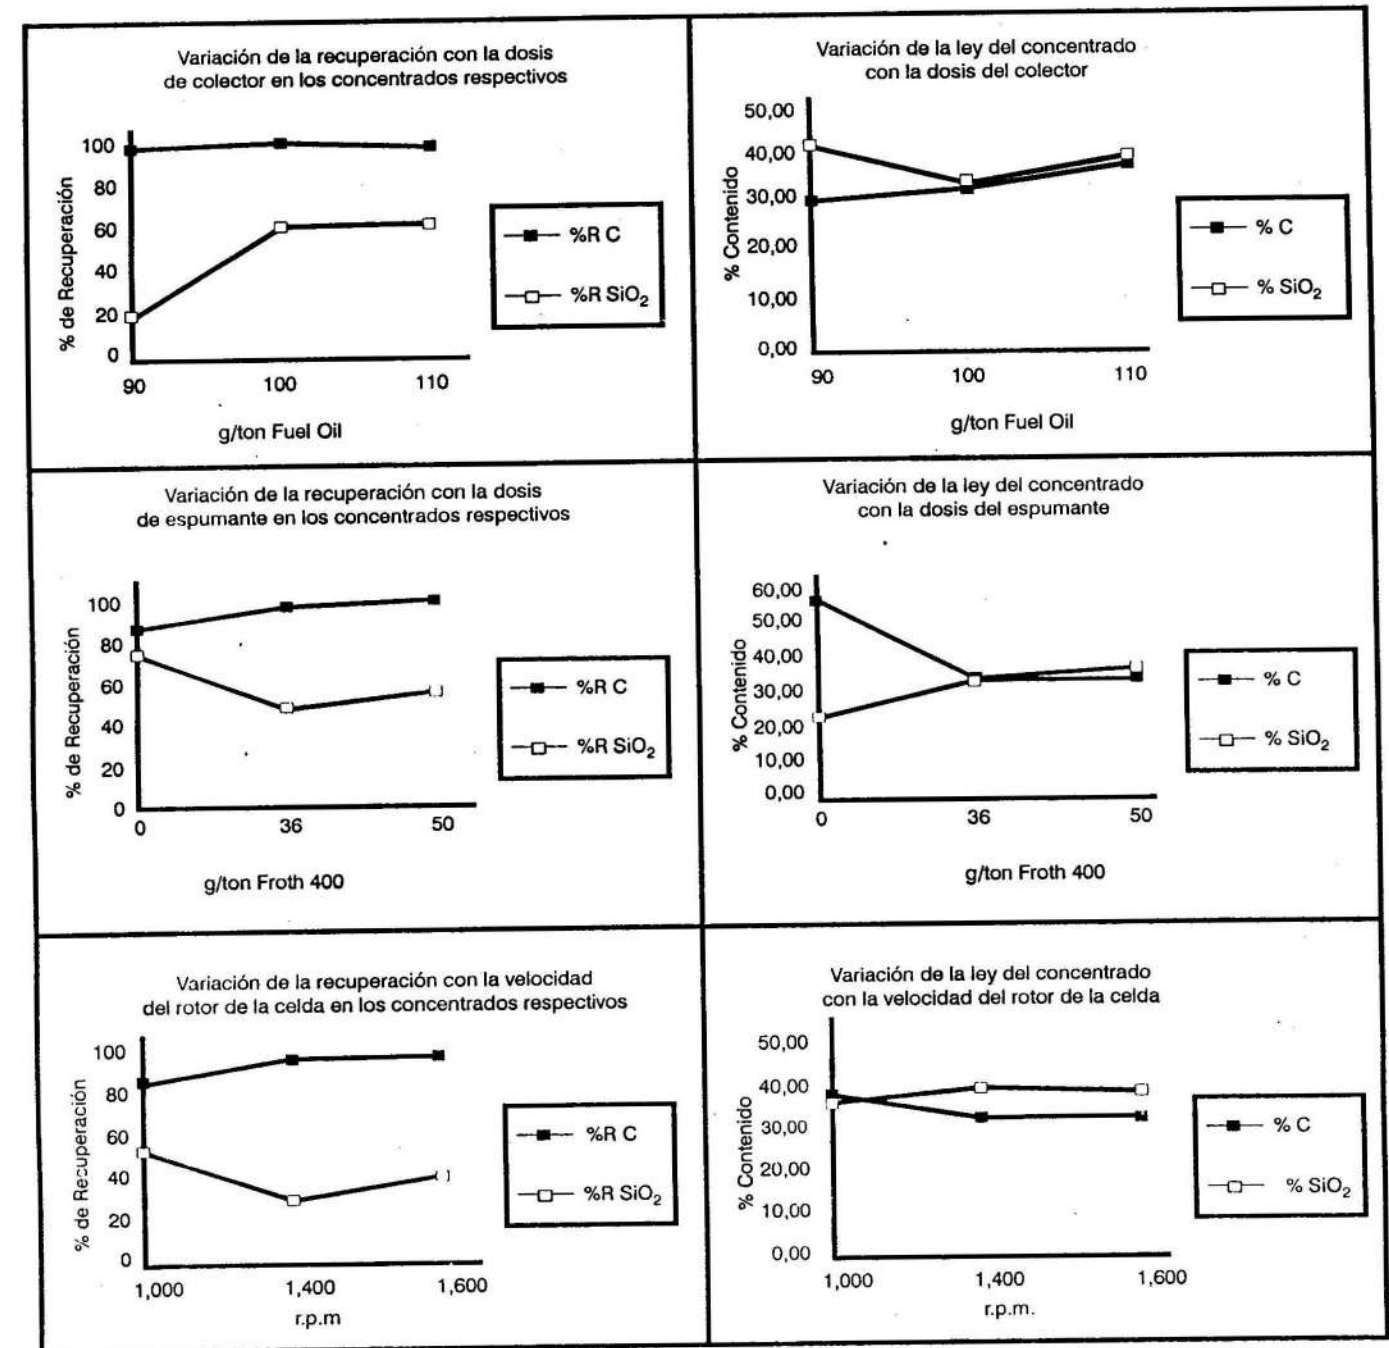 Variación de la recuperación con la dosis
de colector en los concentrados respectivos
100
80
60
40
20
0
% de Recuperación
90
100
110
g/ton Fuel Oil
%R C
%R SiO₂
Variación de la ley del concentrado
con la dosis del colector
50,00
40,00
30,00
20,00
10,00
0,00
% Contenido
90
100
110
g/ton Fuel Oil
% C
% SiO₂
Variación de la recuperación con la dosis
de espumante en los concentrados respectivos
100
80
60
40
20
0
% de Recuperación
0
36
50
g/ton Froth 400
%R C
%R SiO₂
Variación de la ley del concentrado
con la dosis del espumante
60,00
50,00
40,00
30,00
20,00
10,00
0,00
% Contenido
0
36
50
g/ton Froth 400
% C
% SiO₂
Variación de la recuperación con la velocidad
del rotor de la celda en los concentrados respectivos
100
80
60
40
20
0
% de Recuperación
1,000
1,400
1,600
r.p.m
%R C
%R SiO₂
Variación de la ley del concentrado
con la velocidad del rotor de la celda
50,00
40,00
30,00
20,00
10,00
0,00
% Contenido
1,000
1,400
1,600
r.p.m.
% C
% SiO₂